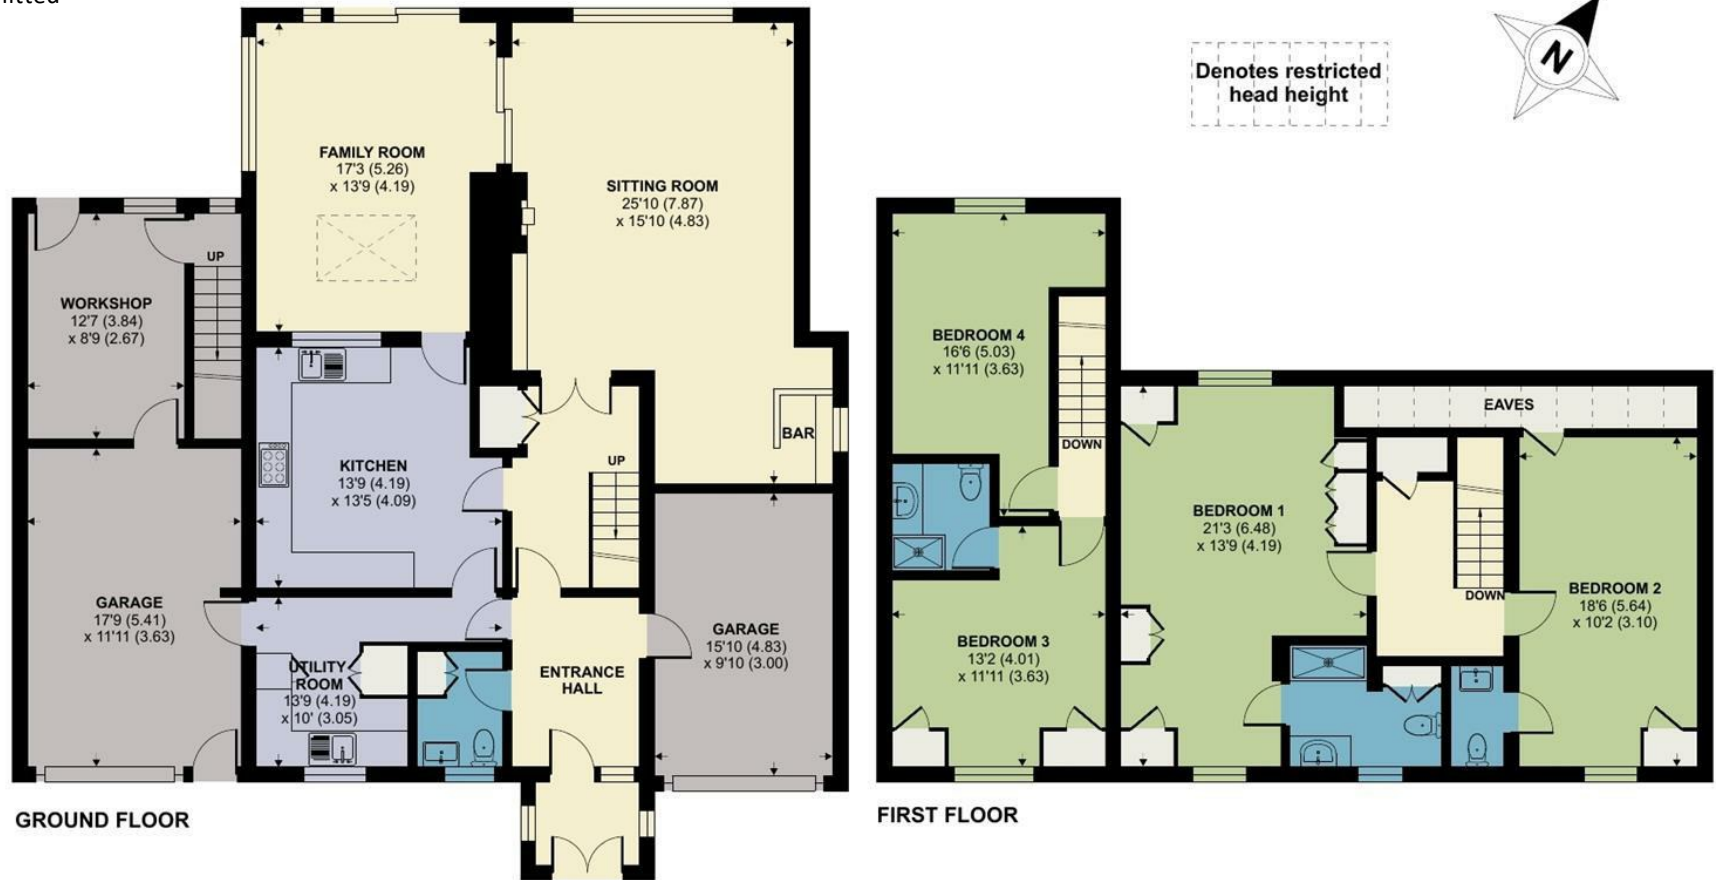 itted
Denotes restricted
head height
N
FAMILY ROOM
17'3 (5.26)
x 13'9 (4.19)
SITTING ROOM
25'10 (7.87)
x 15'10 (4.83)
UP
WORKSHOP
12'7 (3.84)
x 8'9 (2.67)
BAR
KITCHEN
13'9 (4.19)
x 13'5 (4.09)
UP
GARAGE
17'9 (5.41)
x 11'11 (3.63)
UTILITY
ROOM
13'9 (4.19)
x 10' (3.05)
ENTRANCE
HALL
GARAGE
15'10 (4.83)
x 9'10 (3.00)
GROUND FLOOR
BEDROOM 4
16'6 (5.03)
x 11'11 (3.63)
DOWN
EAVES
BEDROOM 1
21'3 (6.48)
x 13'9 (4.19)
DOWN
BEDROOM 2
18'6 (5.64)
x 10'2 (3.10)
BEDROOM 3
13'2 (4.01)
x 11'11 (3.63)
FIRST FLOOR